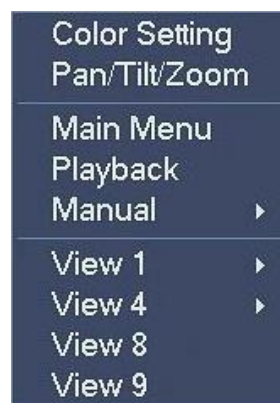 Color Setting
Pan/Tilt/Zoom
Main Menu
Playback
Manual
View 1
View 4
View 8
View 9